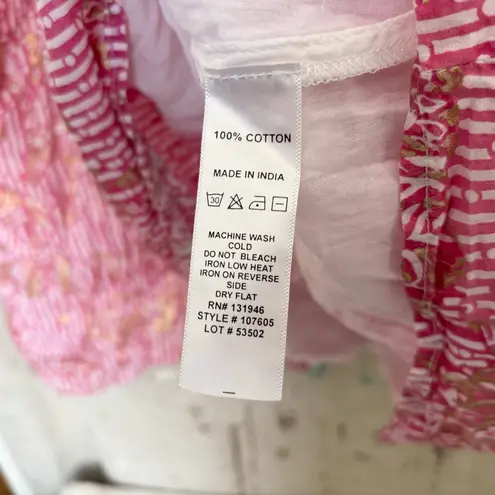 100% COTTON
MADE IN INDIA
30
MACHINE WASH
COLD
DO NOT BLEACH
IRON LOW HEAT
IRON ON REVERSE
SIDE
DRY FLAT
RN# 131946
STYLE # 107605
LOT # 53502